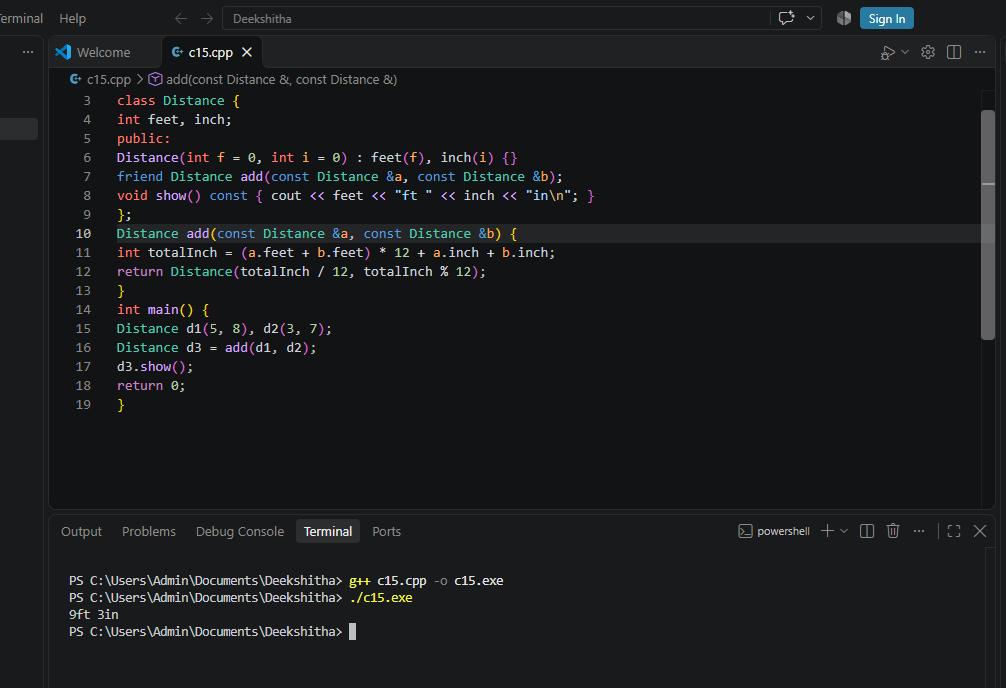 Terminal Help
Deekshitha
Sign In
Welcome
c15.cpp
c15.cpp > add(const Distance &, const Distance &)
3 class Distance {
4 int feet, inch;
5 public:
6 Distance(int f = 0, int i = 0) : feet(f), inch(i) {}
7 friend Distance add(const Distance &a, const Distance &b);
8 void show() const { cout << feet << "ft " << inch << "in\n"; }
9 };
10 Distance add(const Distance &a, const Distance &b) {
11 int totalInch = (a.feet + b.feet) * 12 + a.inch + b.inch;
12 return Distance(totalInch / 12, totalInch % 12);
13 }
14 int main() {
15 Distance d1(5, 8), d2(3, 7);
16 Distance d3 = add(d1, d2);
17 d3.show();
18 return 0;
19 }
Output Problems Debug Console Terminal Ports
powershell
PS C:\Users\Admin\Documents\Deekshitha> g++ c15.cpp -o c15.exe
PS C:\Users\Admin\Documents\Deekshitha> ./c15.exe
9ft 3in
PS C:\Users\Admin\Documents\Deekshitha>